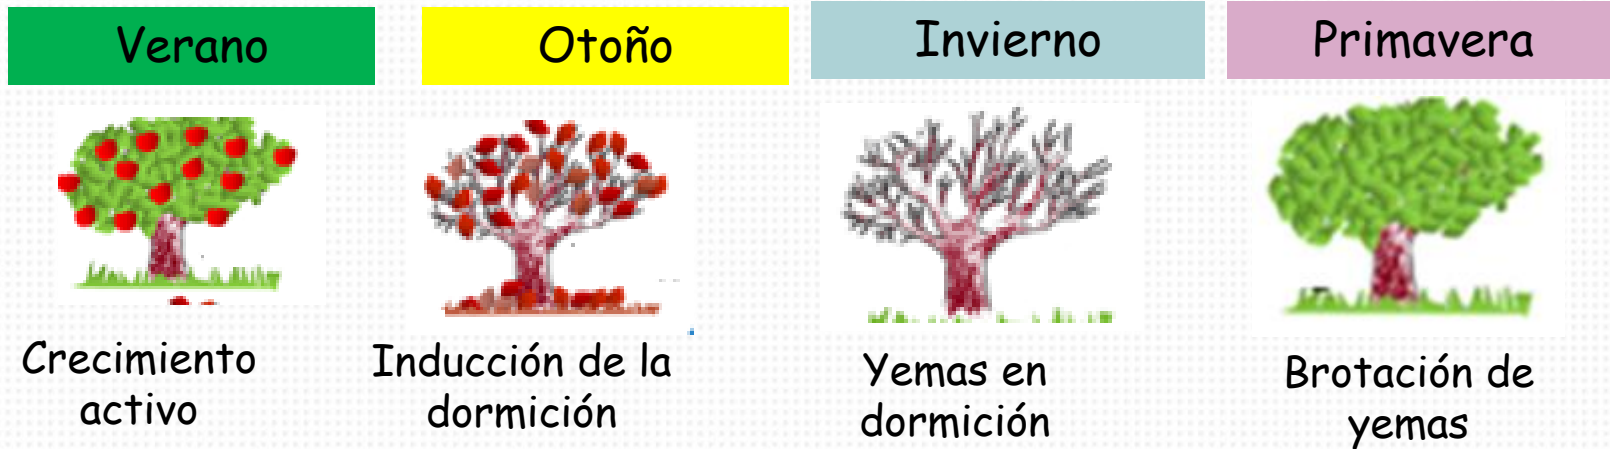 Verano
Otoño
Invierno
Primavera
Crecimiento
activo
Inducción de la
dormición
Yemas en
dormición
Brotación de
yemas